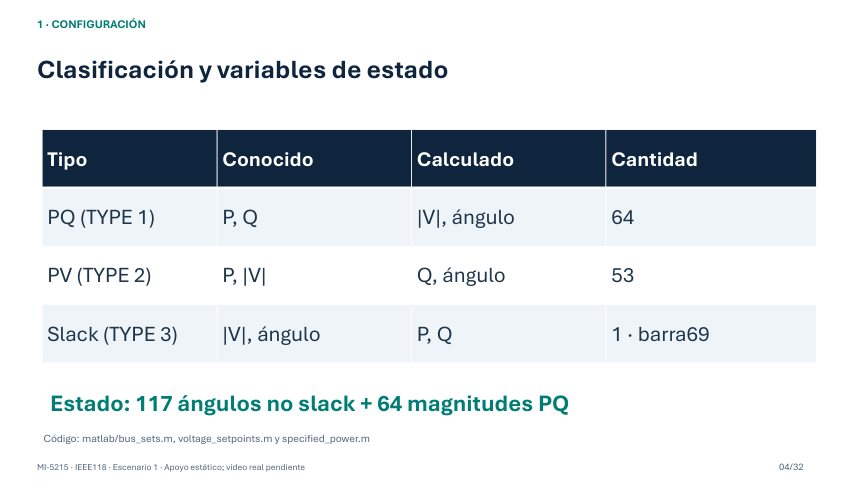 1 · CONFIGURACIÓN
Clasificación y variables de estado
Tipo Conocido Calculado Cantidad
PQ (TYPE 1) P, Q |V|, ángulo 64
PV (TYPE 2) P, |V| Q, ángulo 53
Slack (TYPE 3) |V|, ángulo P, Q 1 · barra69
Estado: 117 ángulos no slack + 64 magnitudes PQ
Código: matlab/bus_sets.m, voltage_setpoints.m y specified_power.m
MI-5215 · IEEE118 · Escenario 1 · Apoyo estático; video real pendiente 04/32